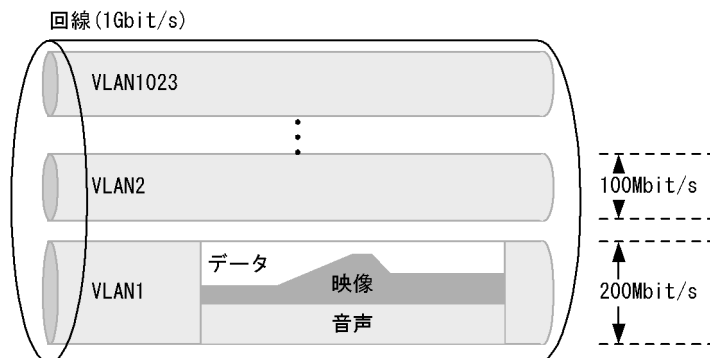 回線(1Gbit/s)
VLAN1023
VLAN2
100Mbit/s
データ
映像
VLAN1
200Mbit/s
音声